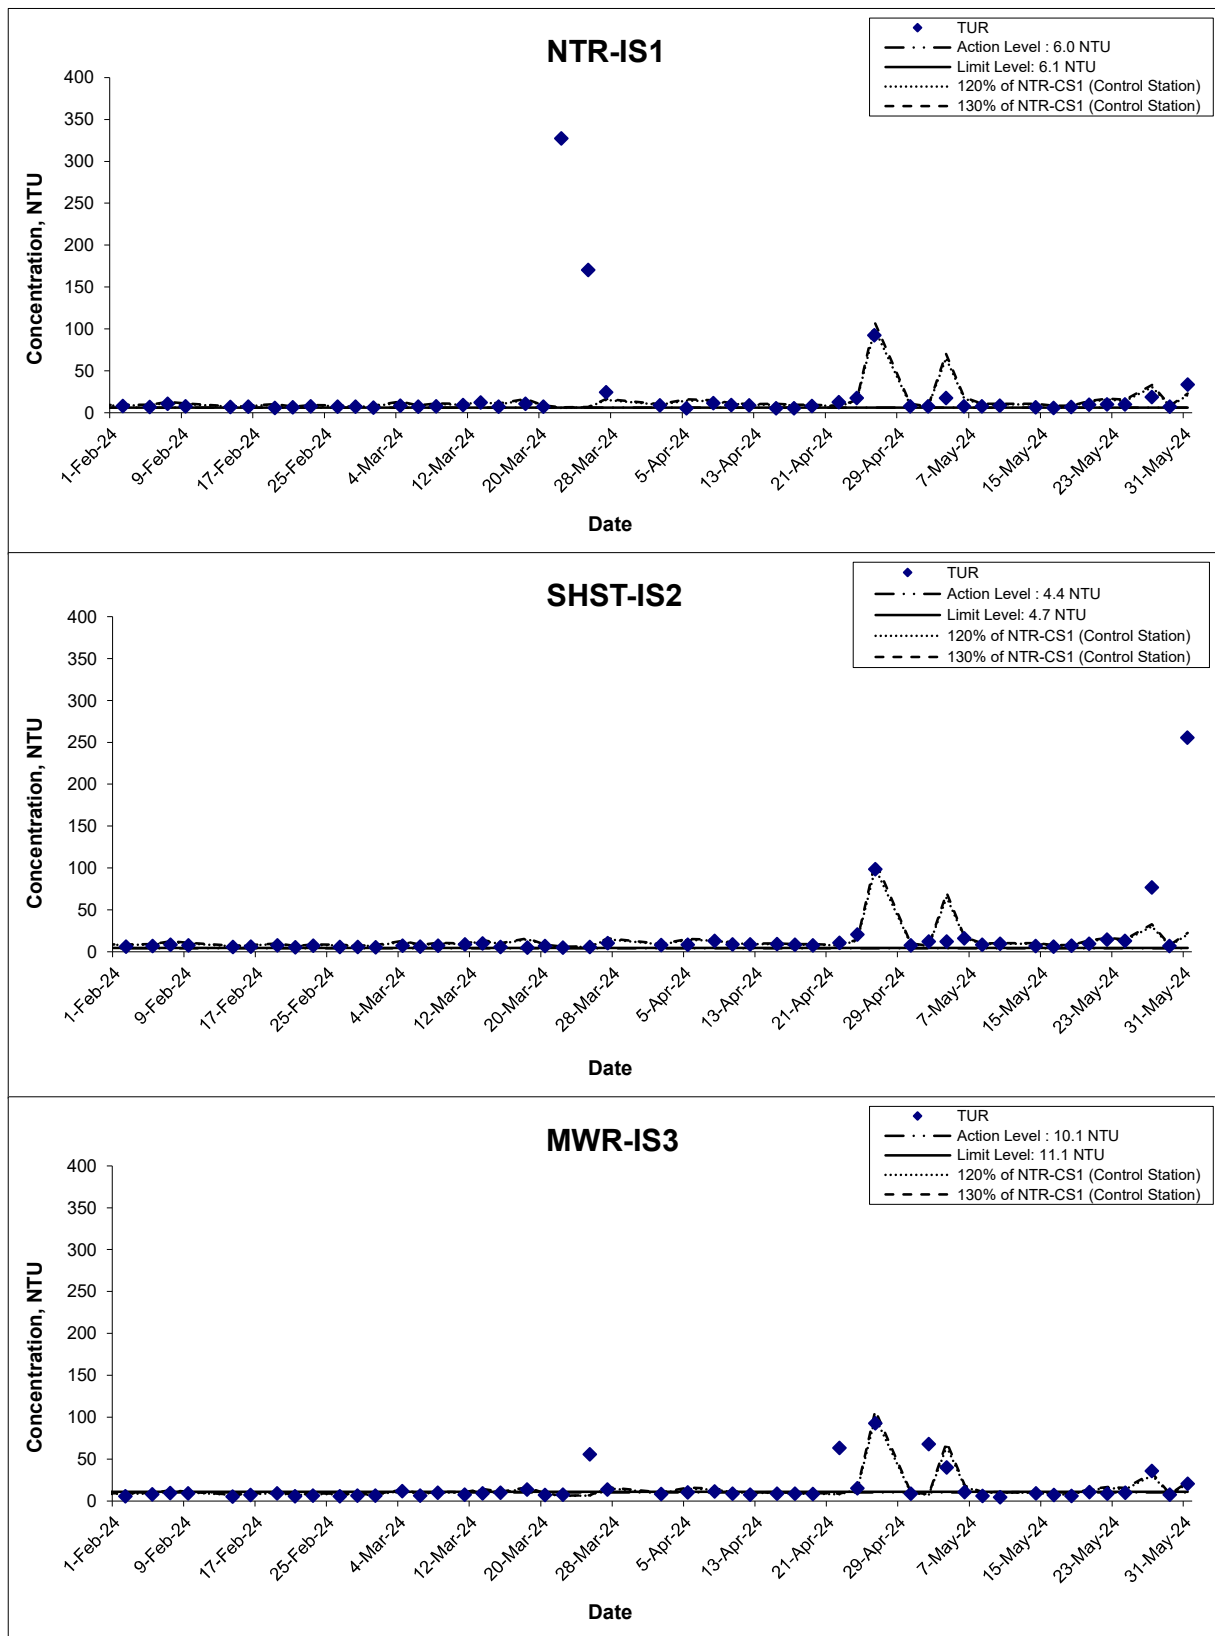 NTR-IS1
TUR
Action Level : 6.0 NTU
Limit Level: 6.1 NTU
120% of NTR-CS1 (Control Station)
130% of NTR-CS1 (Control Station)
Concentration, NTU
400
350
300
250
200
150
100
50
0
1-Feb-24
9-Feb-24
17-Feb-24
25-Feb-24
4-Mar-24
12-Mar-24
20-Mar-24
28-Mar-24
5-Apr-24
13-Apr-24
21-Apr-24
29-Apr-24
7-May-24
15-May-24
23-May-24
31-May-24
Date
SHST-IS2
TUR
Action Level : 4.4 NTU
Limit Level: 4.7 NTU
120% of NTR-CS1 (Control Station)
130% of NTR-CS1 (Control Station)
Concentration, NTU
400
350
300
250
200
150
100
50
0
1-Feb-24
9-Feb-24
17-Feb-24
25-Feb-24
4-Mar-24
12-Mar-24
20-Mar-24
28-Mar-24
5-Apr-24
13-Apr-24
21-Apr-24
29-Apr-24
7-May-24
15-May-24
23-May-24
31-May-24
Date
MWR-IS3
TUR
Action Level : 10.1 NTU
Limit Level: 11.1 NTU
120% of NTR-CS1 (Control Station)
130% of NTR-CS1 (Control Station)
Concentration, NTU
400
350
300
250
200
150
100
50
0
1-Feb-24
9-Feb-24
17-Feb-24
25-Feb-24
4-Mar-24
12-Mar-24
20-Mar-24
28-Mar-24
5-Apr-24
13-Apr-24
21-Apr-24
29-Apr-24
7-May-24
15-May-24
23-May-24
31-May-24
Date